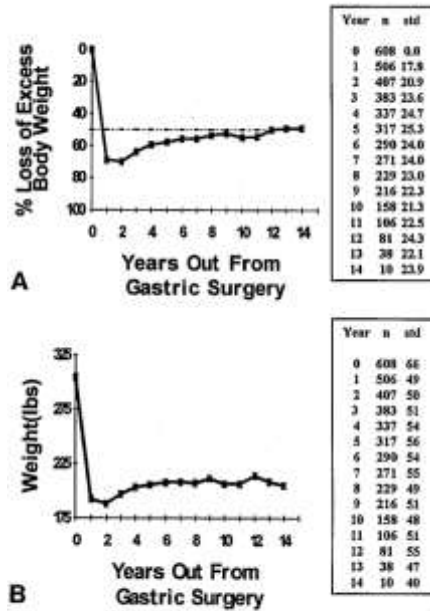 % Loss of Excess
Body Weight
0
20
40
60
80
100
0 2 4 6 8 10 12 14
Years Out From
Gastric Surgery
A
Year n std
0 608 0.0
1 506 17.8
2 407 20.9
3 383 23.6
4 337 24.7
5 317 25.3
6 290 24.0
7 271 24.0
8 229 23.0
9 216 22.3
10 158 21.3
11 106 22.5
12 81 24.3
13 38 22.1
14 10 23.9
Weight(lbs)
325
275
225
175
0 2 4 6 8 10 12 14
Years Out From
Gastric Surgery
B
Year n std
0 608 66
1 506 49
2 407 50
3 383 51
4 337 54
5 317 56
6 290 54
7 271 55
8 229 49
9 216 51
10 158 48
11 106 51
12 81 55
13 38 47
14 10 40